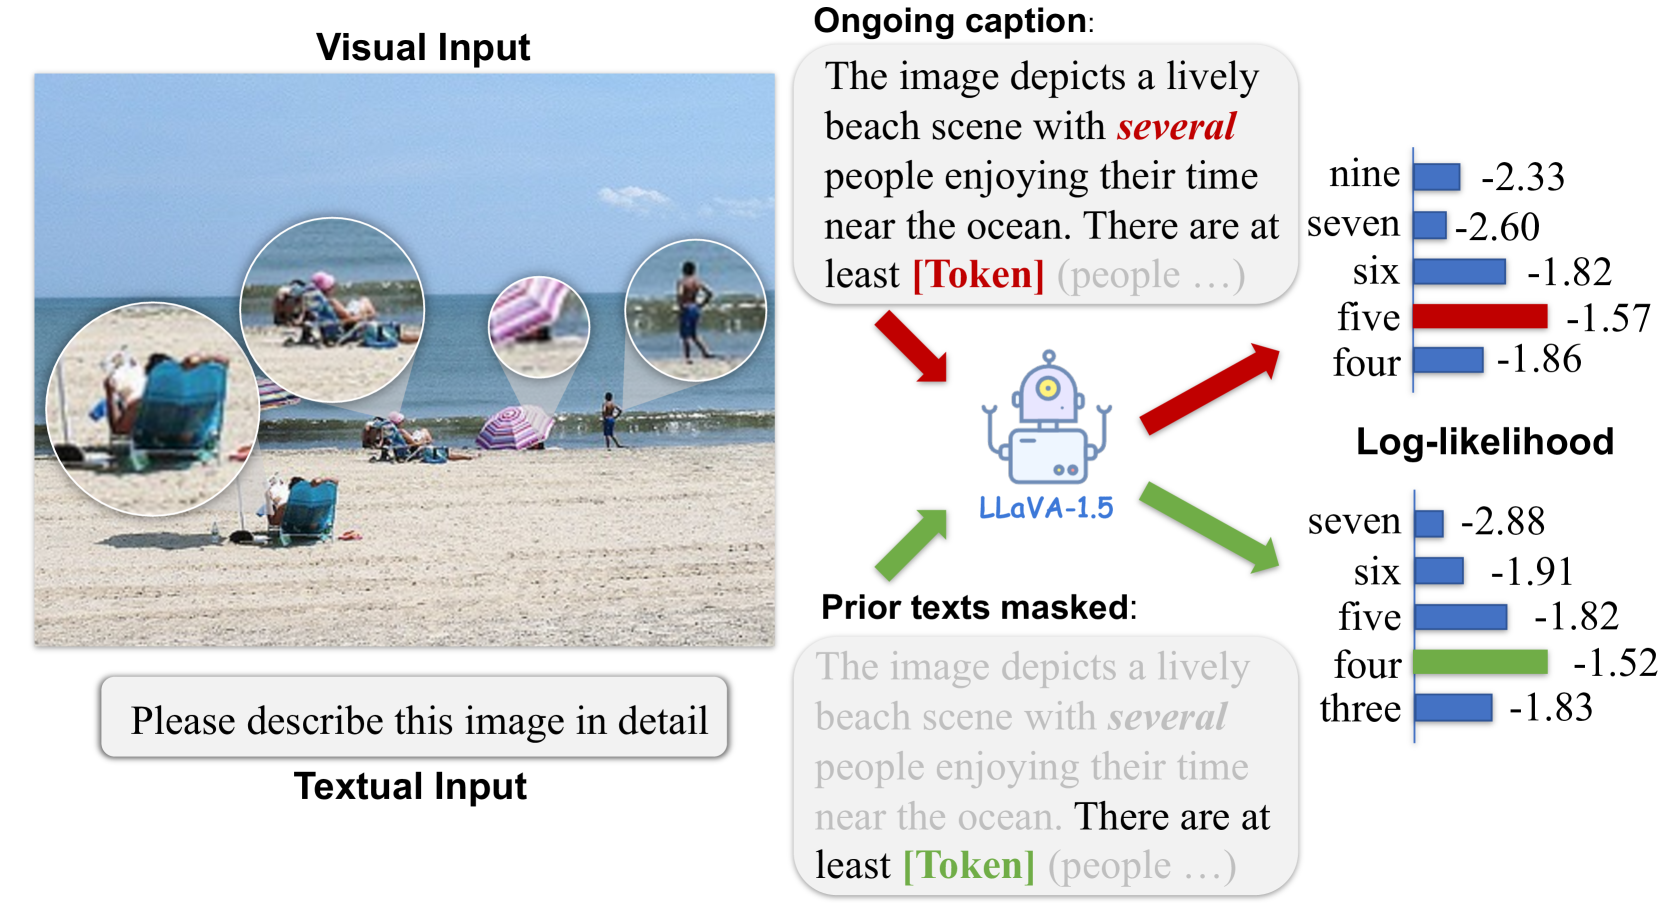 Visual Input
Please describe this image in detail
Textual Input
Ongoing caption:
The image depicts a lively
beach scene with several
people enjoying their time
near the ocean. There are at
least [Token] (people …)
LLaVA-1.5
Prior texts masked:
The image depicts a lively
beach scene with several
people enjoying their time
near the ocean. There are at
least [Token] (people …)
nine -2.33
seven -2.60
six -1.82
five -1.57
four -1.86
Log-likelihood
seven -2.88
six -1.91
five -1.82
four -1.52
three -1.83